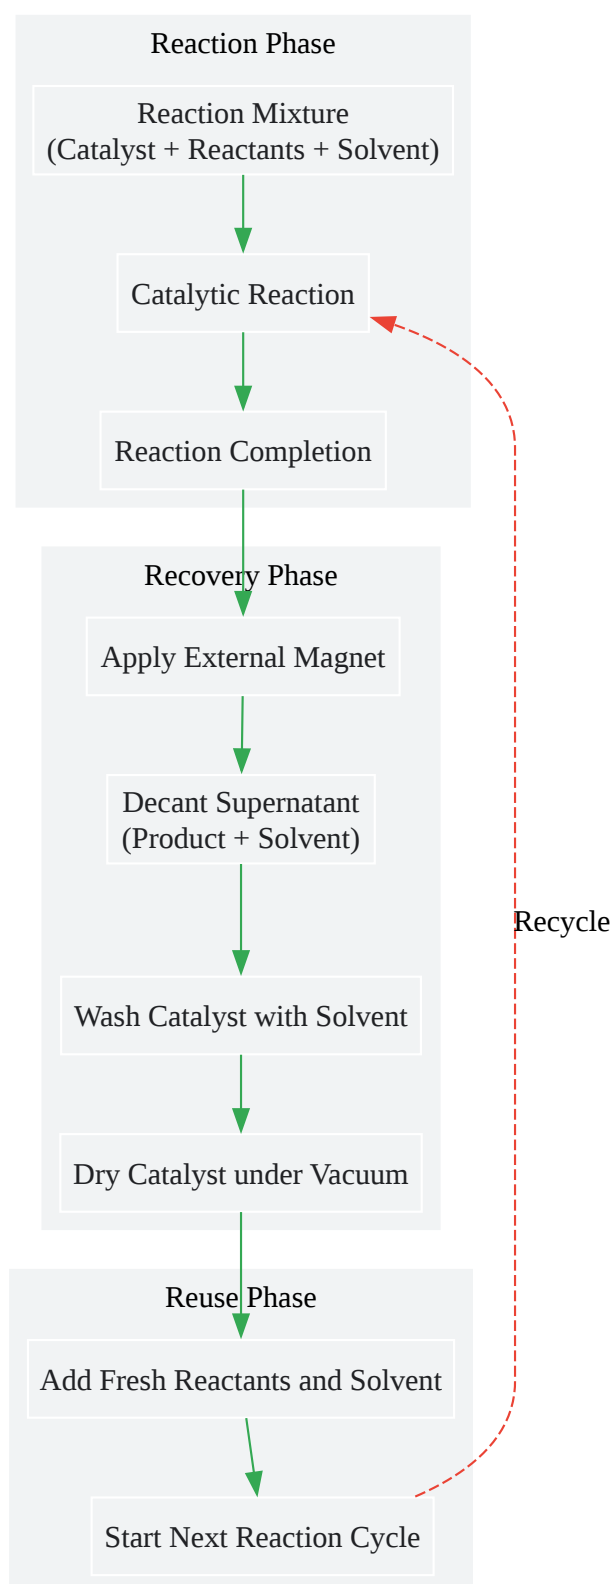 Reaction Phase
Reaction Mixture
(Catalyst + Reactants + Solvent)
Catalytic Reaction
Reaction Completion
Recovery Phase
Apply External Magnet
Decant Supernatant
(Product + Solvent)
Recycle
Wash Catalyst with Solvent
Dry Catalyst under Vacuum
Reuse Phase
Add Fresh Reactants and Solvent
Start Next Reaction Cycle